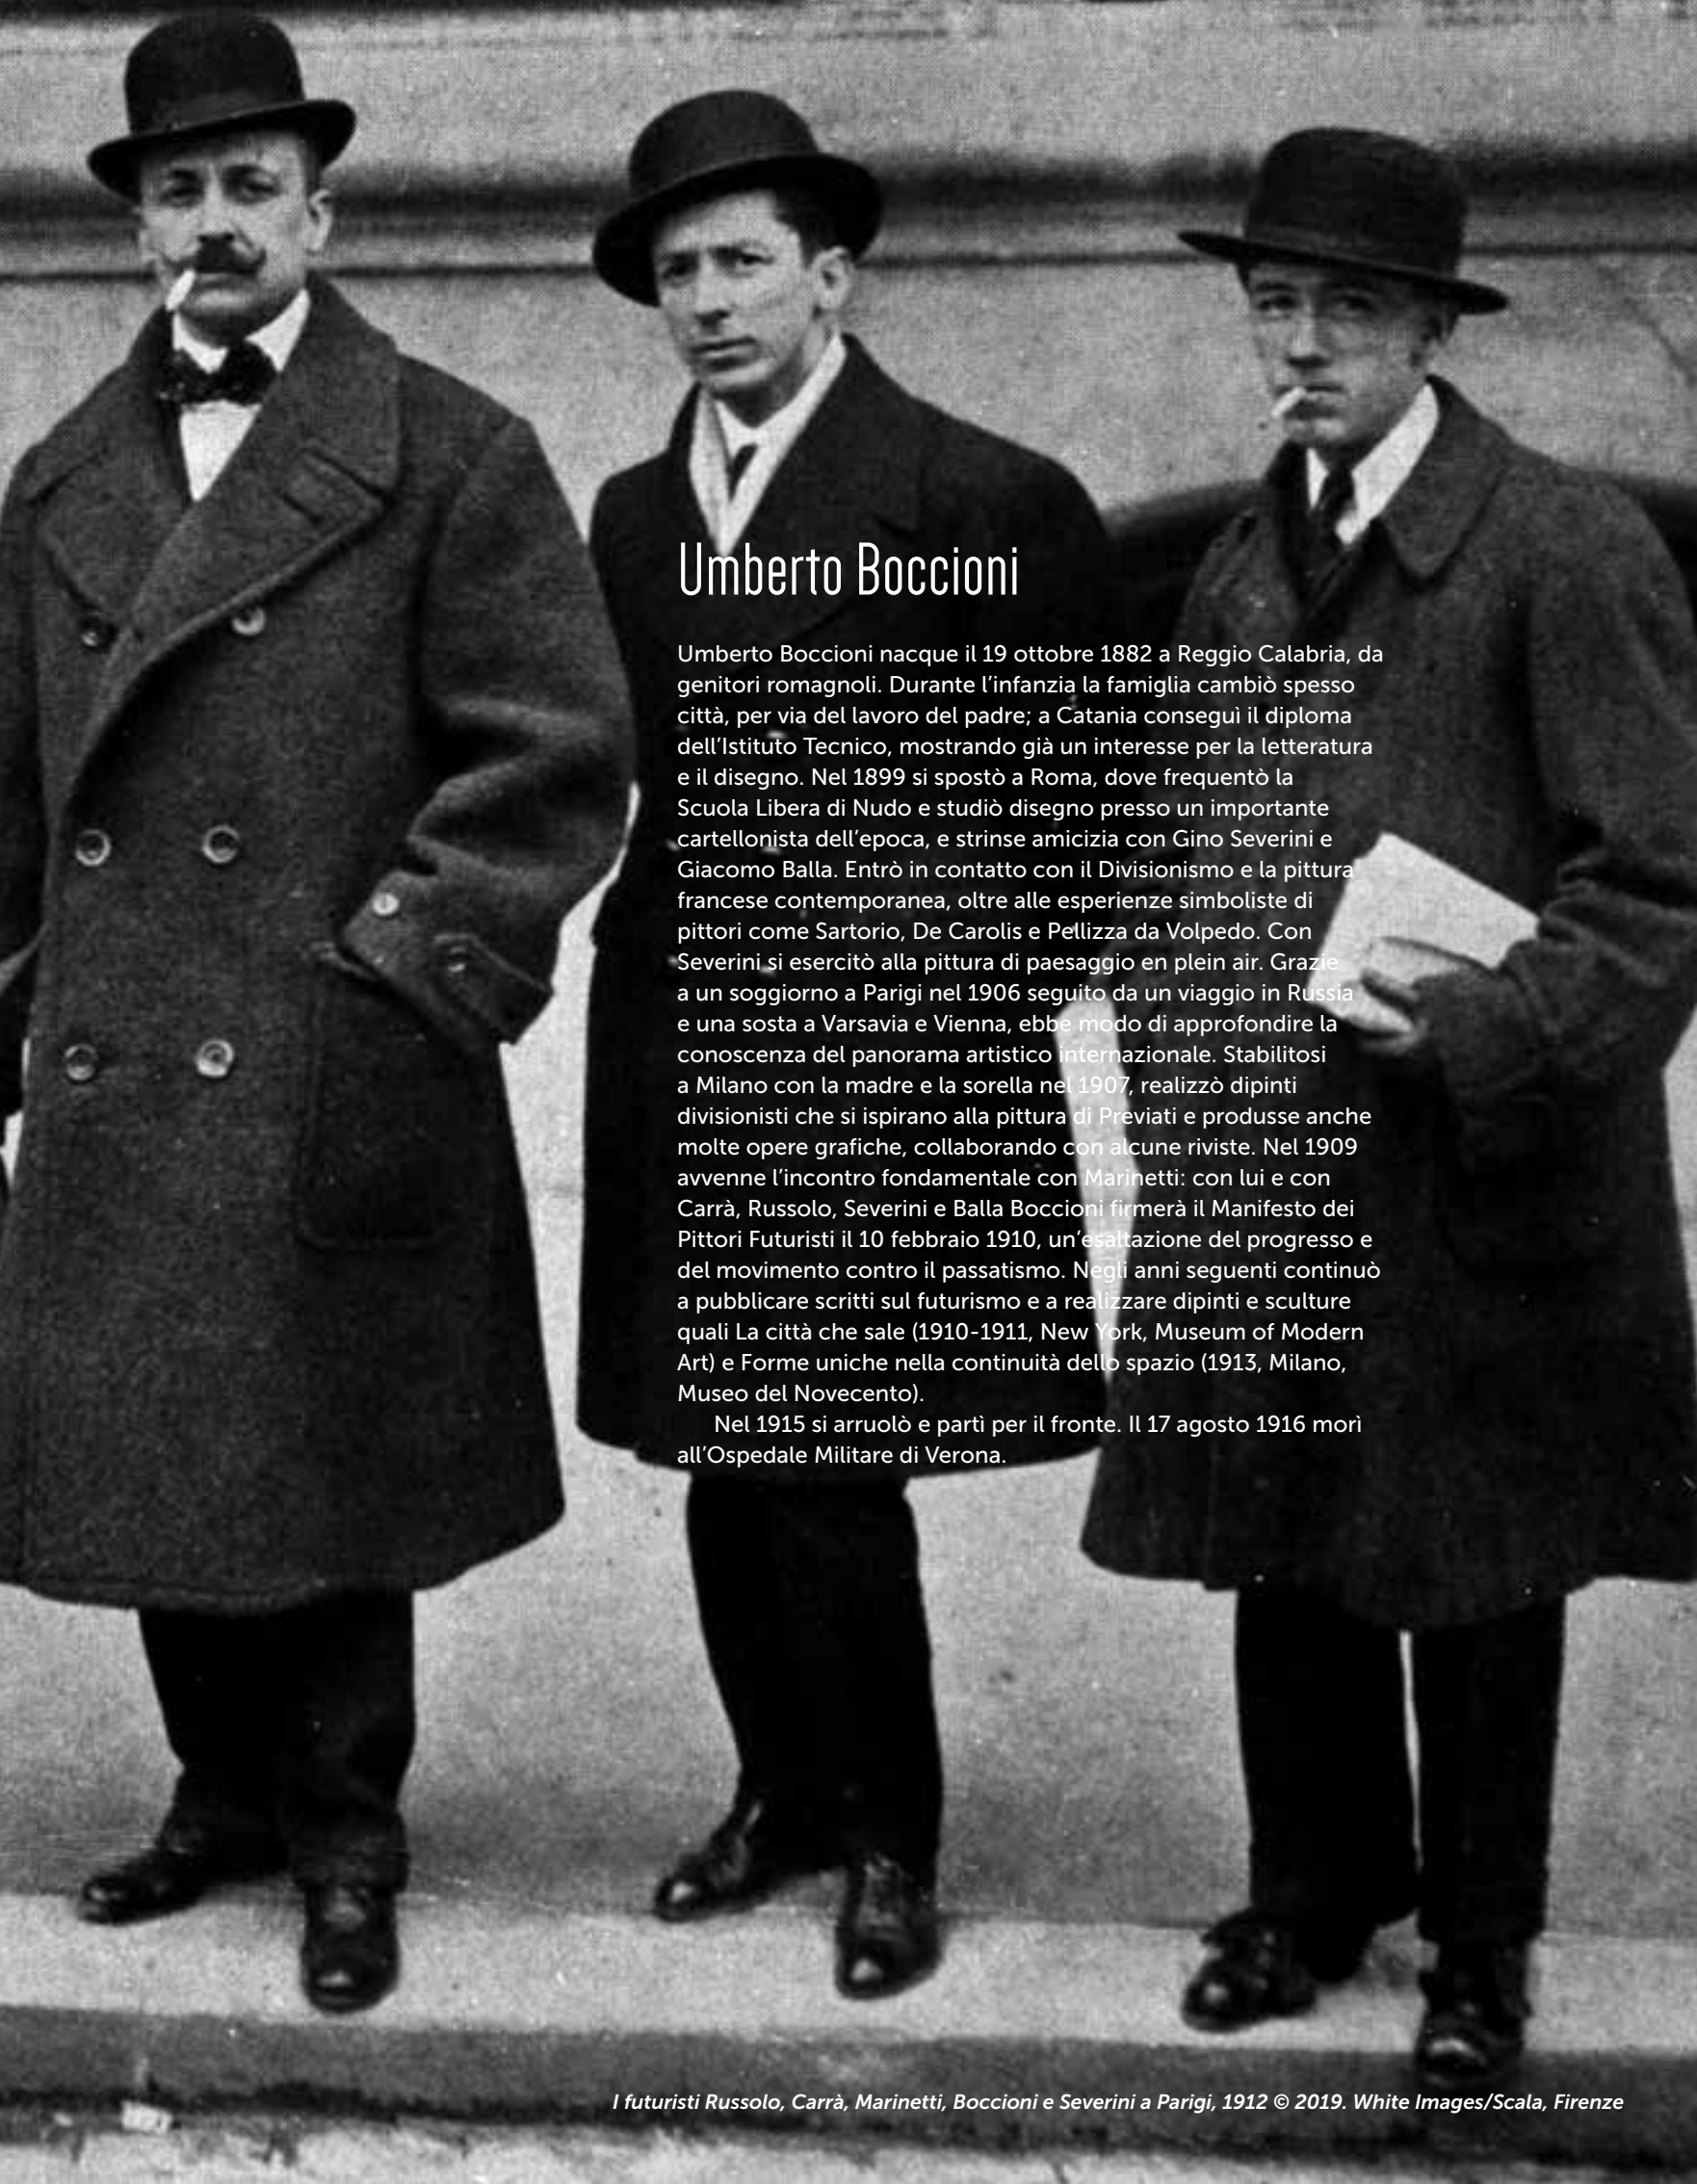 Umberto Boccioni
Umberto Boccioni nacque il 19 ottobre 1882 a Reggio Calabria, da
genitori romagnoli. Durante l’infanzia la famiglia cambiò spesso
città, per via del lavoro del padre; a Catania conseguì il diploma
dell’Istituto Tecnico, mostrando già un interesse per la letteratura
e il disegno. Nel 1899 si spostò a Roma, dove frequentò la
Scuola Libera di Nudo e studiò disegno presso un importante
cartellonista dell’epoca, e strinse amicizia con Gino Severini e
Giacomo Balla. Entrò in contatto con il Divisionismo e la pittura
francese contemporanea, oltre alle esperienze simboliste di
pittori come Sartorio, De Carolis e Pellizza da Volpedo. Con
Severini si esercitò alla pittura di paesaggio en plein air. Grazie
a un soggiorno a Parigi nel 1906 seguito da un viaggio in Russia
e una sosta a Varsavia e Vienna, ebbe modo di approfondire la
conoscenza del panorama artistico internazionale. Stabilitosi
a Milano con la madre e la sorella nel 1907, realizzò dipinti
divisionisti che si ispirano alla pittura di Previati e produsse anche
molte opere grafiche, collaborando con alcune riviste. Nel 1909
avvenne l’incontro fondamentale con Marinetti: con lui e con
Carrà, Russolo, Severini e Balla Boccioni firmerà il Manifesto dei
Pittori Futuristi il 10 febbraio 1910, un’esaltazione del progresso e
del movimento contro il passatismo. Negli anni seguenti continuò
a pubblicare scritti sul futurismo e a realizzare dipinti e sculture
quali La città che sale (1910-1911, New York, Museum of Modern
Art) e Forme uniche nella continuità dello spazio (1913, Milano,
Museo del Novecento).
Nel 1915 si arruolò e partì per il fronte. Il 17 agosto 1916 morì
all’Ospedale Militare di Verona.
I futuristi Russolo, Carrà, Marinetti, Boccioni e Severini a Parigi, 1912 © 2019. White Images/Scala, Firenze